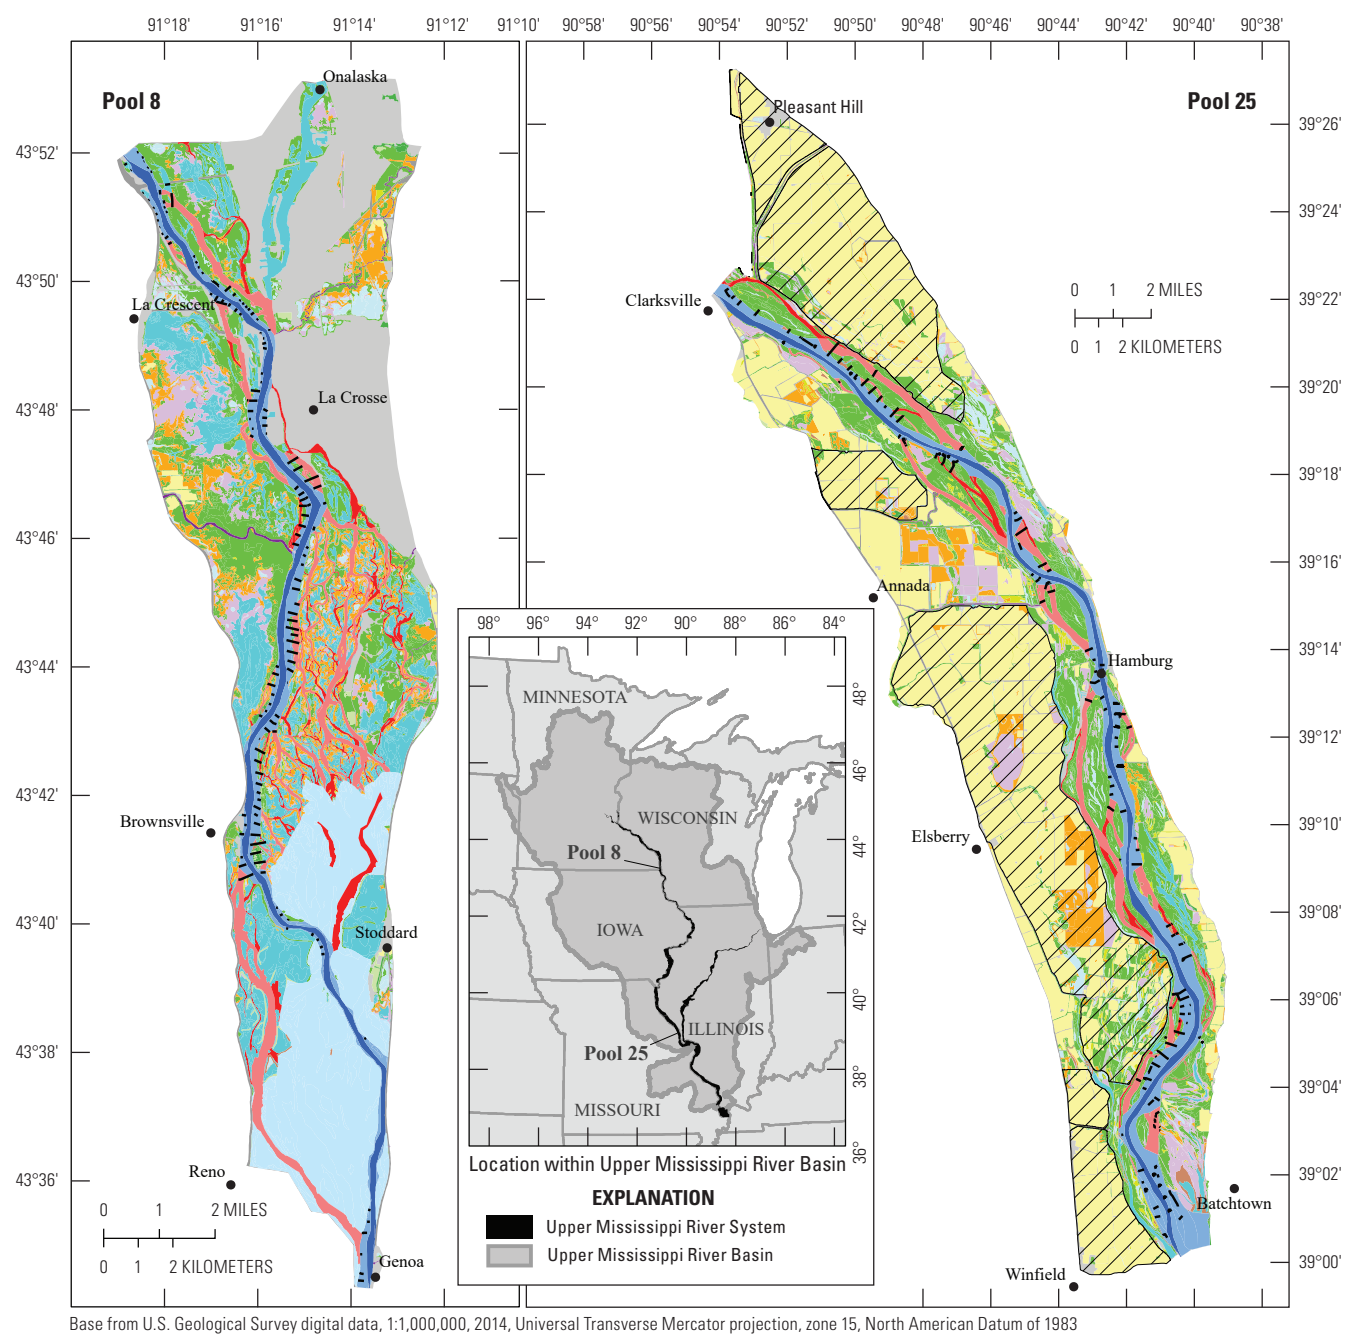 91°18' 91°16' 91°14' 91°12' 91°10' 90°56' 90°54' 90°52' 90°50' 90°48' 90°46' 90°44' 90°42' 90°40' 90°38'
Pool 8
Onalaska
43°52'
43°50'
La Crescent
La Crosse
43°48'
43°46'
43°44'
43°42'
Brownsville
43°40'
Stoddard
43°38'
Reno
43°36'
0 1 2 MILES
0 1 2 KILOMETERS
Genoa
Pool 25
Pleasant Hill
39°26'
39°24'
Clarksville
39°22'
0 1 2 MILES
0 1 2 KILOMETERS
39°20'
39°18'
39°16'
Annada
39°14'
Hamburg
39°12'
39°10'
Elsberry
39°08'
39°06'
39°04'
39°02'
Batchtown
39°00'
Winfield
98° 96° 94° 92° 90° 88° 86° 84°
48°
46°
44°
42°
40°
38°
36°
MINNESOTA
WISCONSIN
Pool 8
IOWA
ILLINOIS
Pool 25
MISSOURI
Location within Upper Mississippi River Basin
EXPLANATION
Upper Mississippi River System
Upper Mississippi River Basin
Base from U.S. Geological Survey digital data, 1:1,000,000, 2014, Universal Transverse Mercator projection, zone 15, North American Datum of 1983